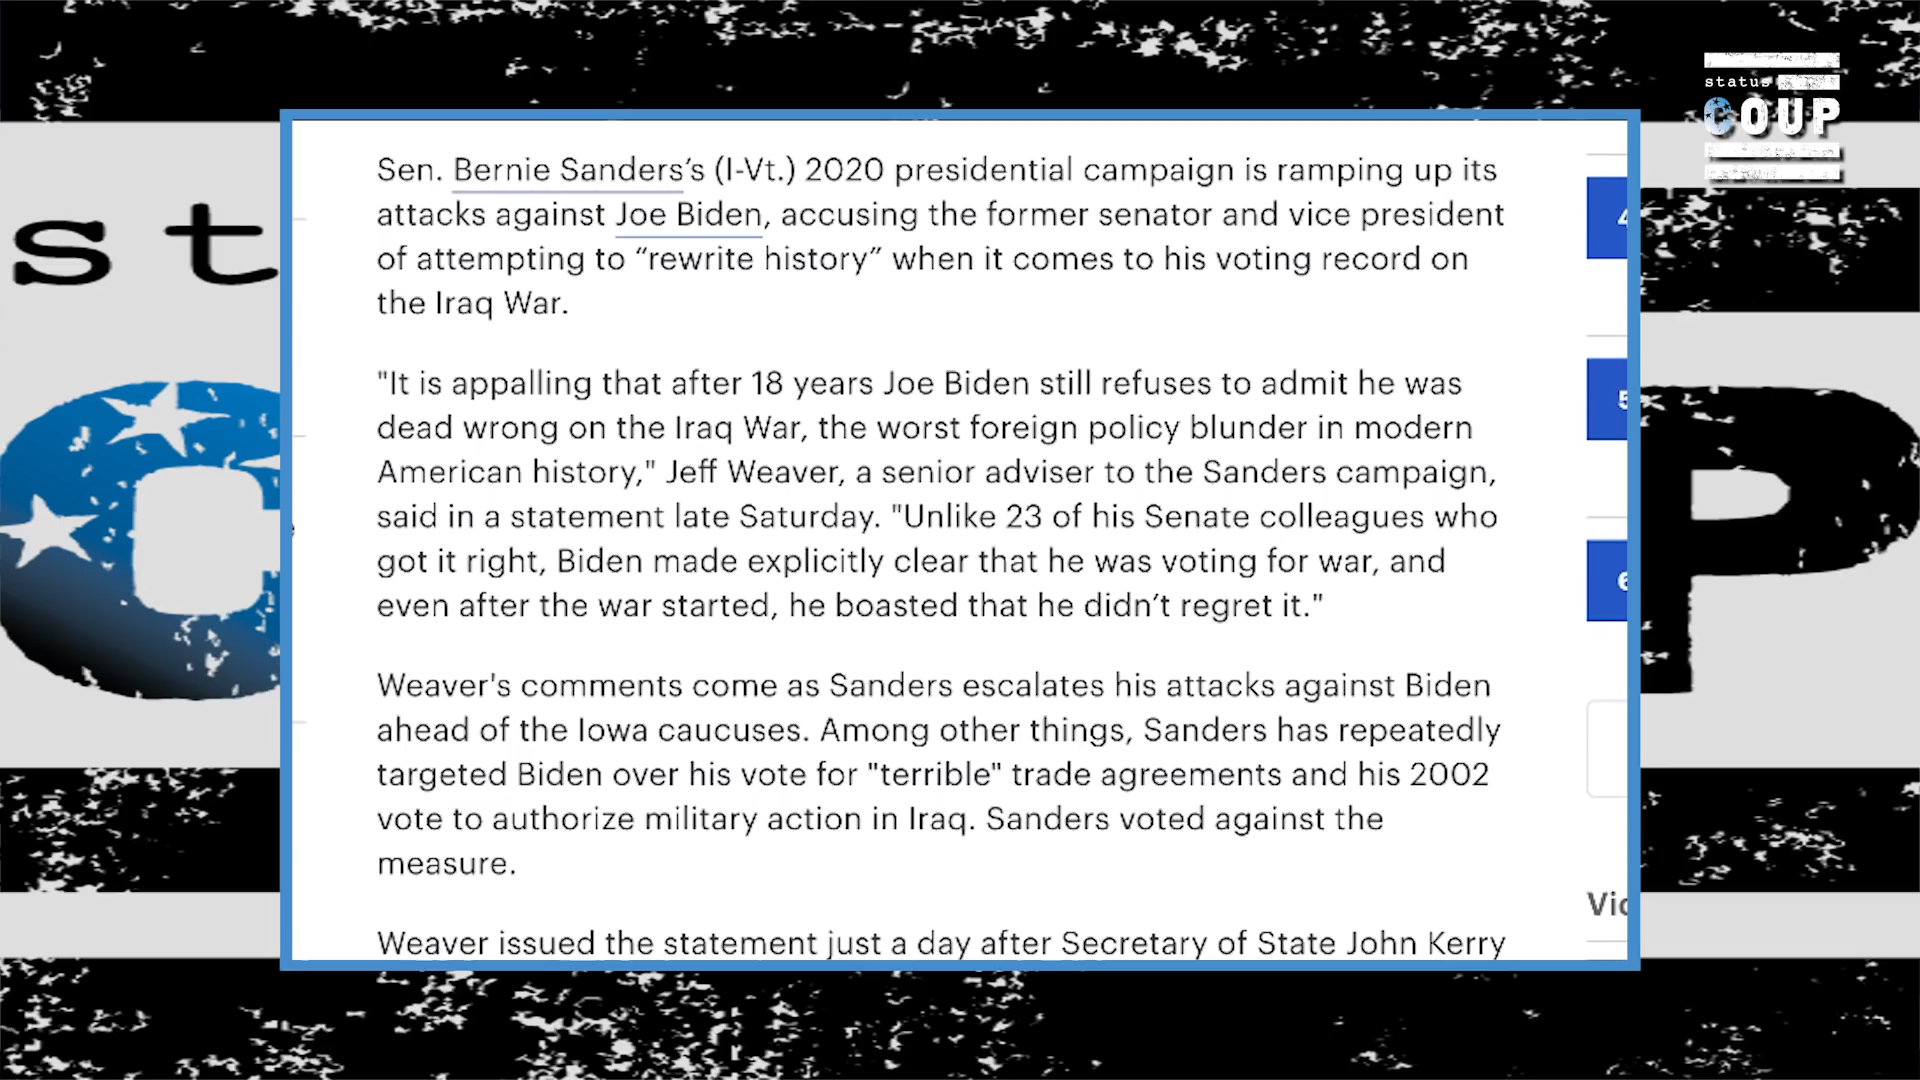 status
COUP
Sen. Bernie Sanders’s (I-Vt.) 2020 presidential campaign is ramping up its
attacks against Joe Biden, accusing the former senator and vice president
of attempting to “rewrite history” when it comes to his voting record on
the Iraq War.
"It is appalling that after 18 years Joe Biden still refuses to admit he was
dead wrong on the Iraq War, the worst foreign policy blunder in modern
American history," Jeff Weaver, a senior adviser to the Sanders campaign,
said in a statement late Saturday. "Unlike 23 of his Senate colleagues who
got it right, Biden made explicitly clear that he was voting for war, and
even after the war started, he boasted that he didn’t regret it."
Weaver's comments come as Sanders escalates his attacks against Biden
ahead of the Iowa caucuses. Among other things, Sanders has repeatedly
targeted Biden over his vote for "terrible" trade agreements and his 2002
vote to authorize military action in Iraq. Sanders voted against the
measure.
Weaver issued the statement just a day after Secretary of State John Kerry
st
C
P
4
5
6